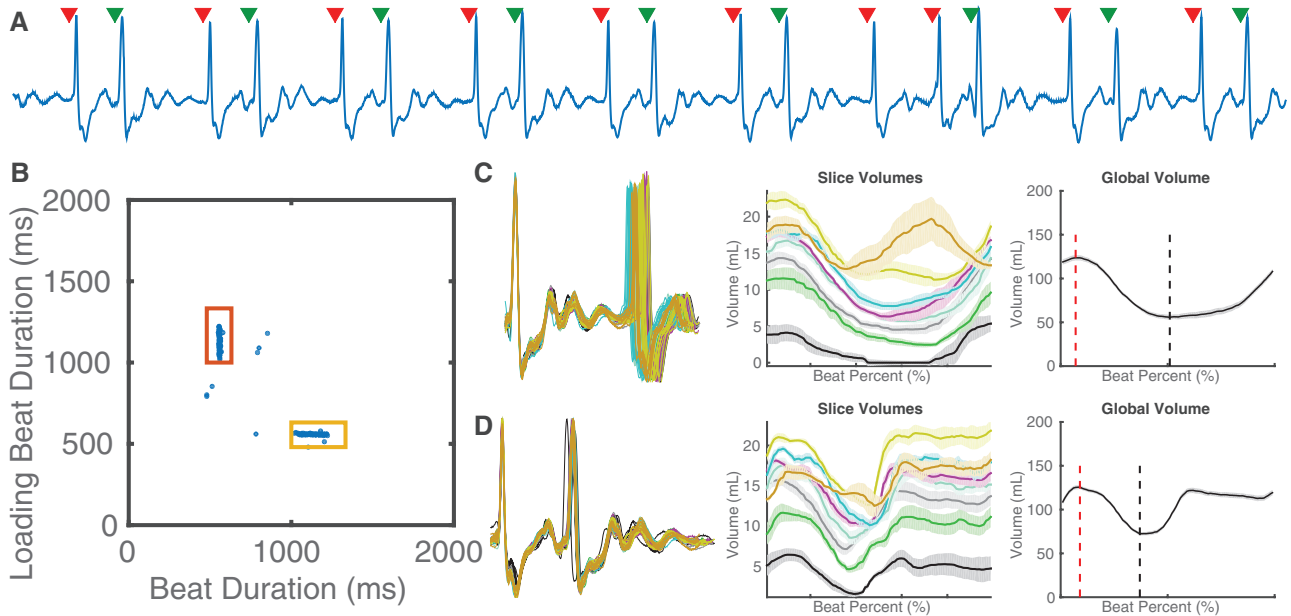 A
B
Loading Beat Duration (ms)
2000
1500
1000
500
0
0
1000
2000
Beat Duration (ms)
C
Slice Volumes
Volume (mL)
20
15
10
5
0
Beat Percent (%)
Global Volume
Volume (mL)
200
150
100
50
0
Beat Percent (%)
D
Slice Volumes
Volume (mL)
20
15
10
5
Beat Percent (%)
Global Volume
Volume (mL)
200
150
100
50
0
Beat Percent (%)